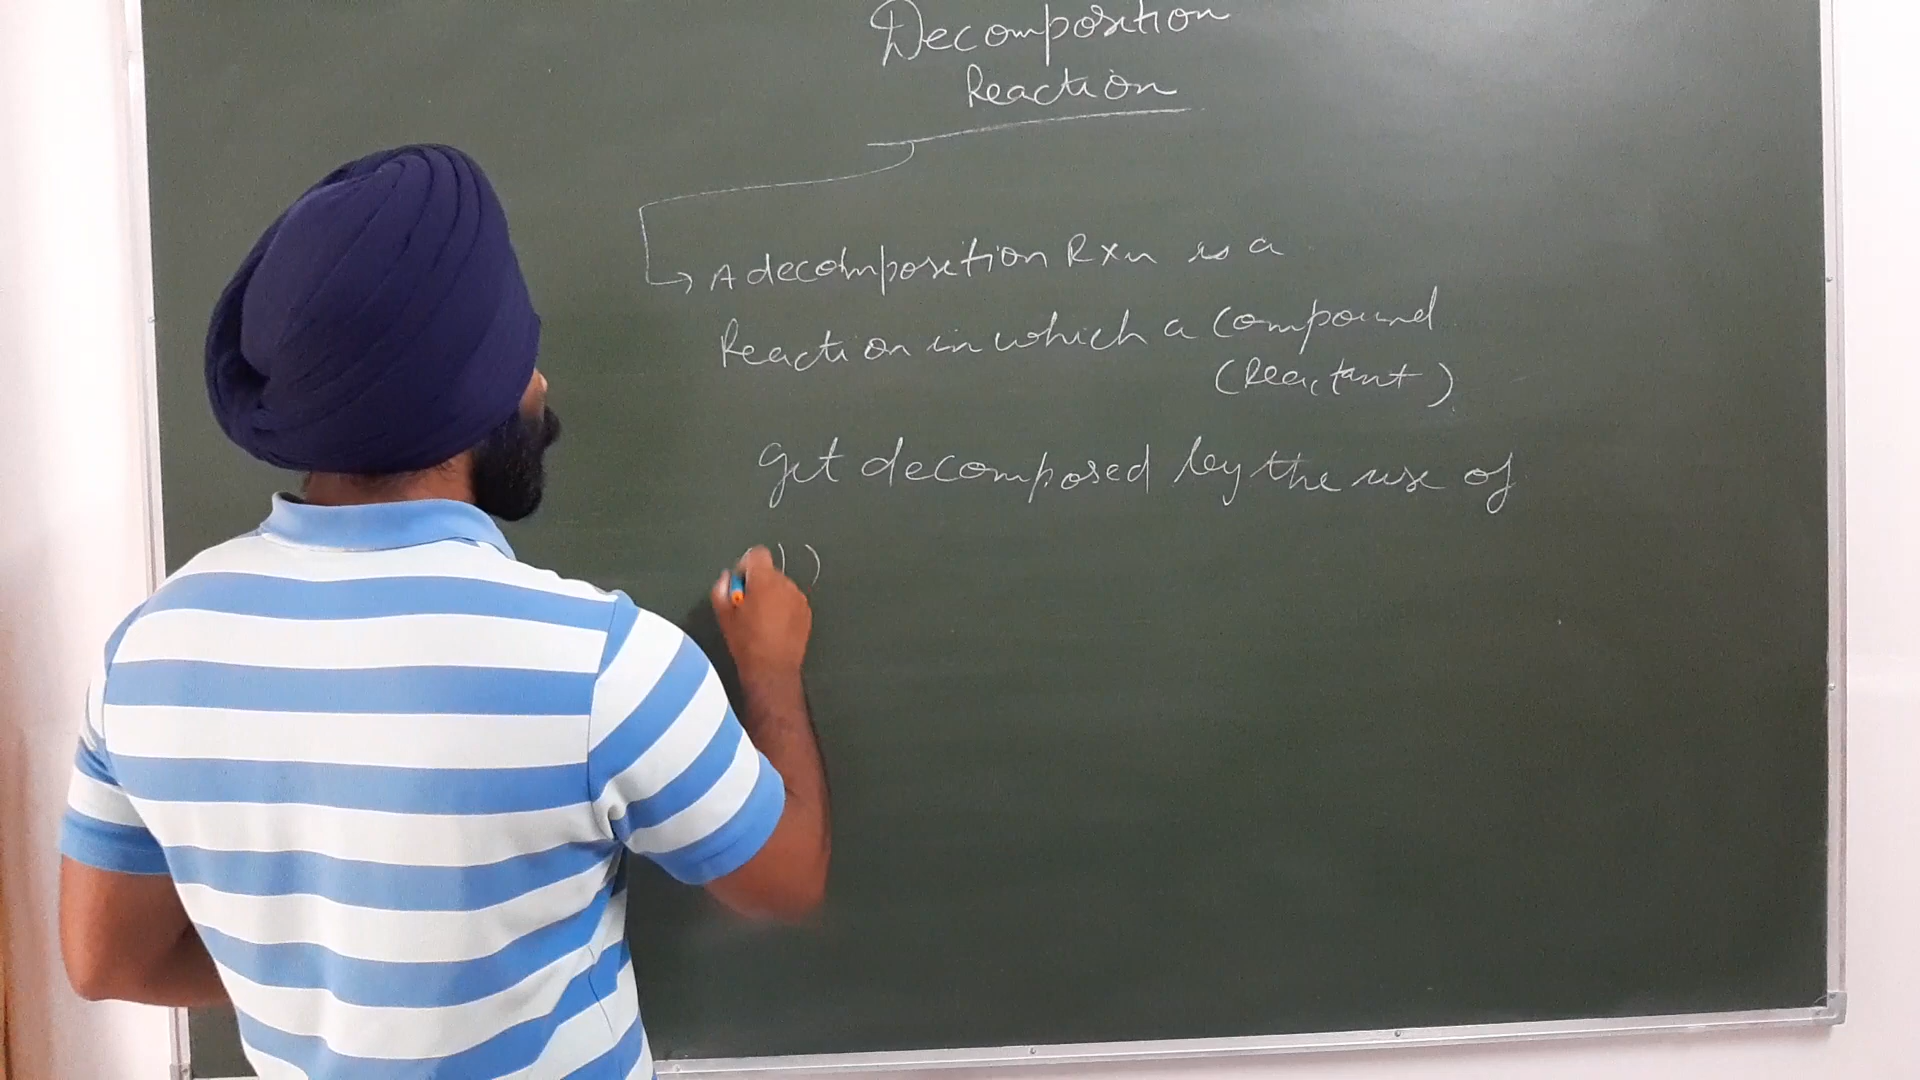 Decomposition
Reaction
→ A decomposition Rxn is a
Reaction in which a compound
(Reactant)
get decomposed by the use of
))